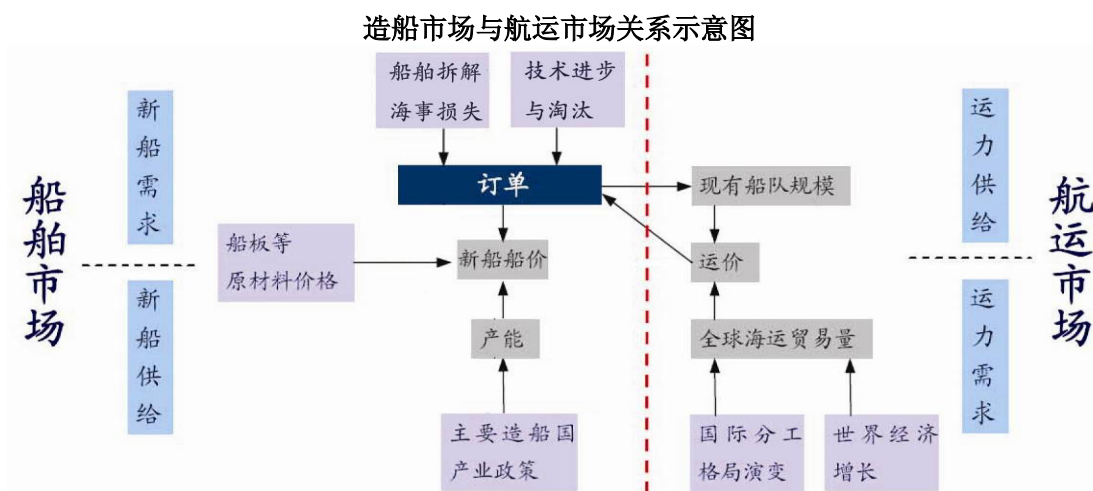 造船市场与航运市场关系示意图
船舶市场
新船需求
新船供给
船舶拆解
海事损失
技术进步
与淘汰
订单
船板等
原材料价格
新船船价
产能
主要造船国
产业政策
现有船队规模
运价
全球海运贸易量
国际分工
格局演变
世界经济
增长
运力供给
运力需求
航运市场